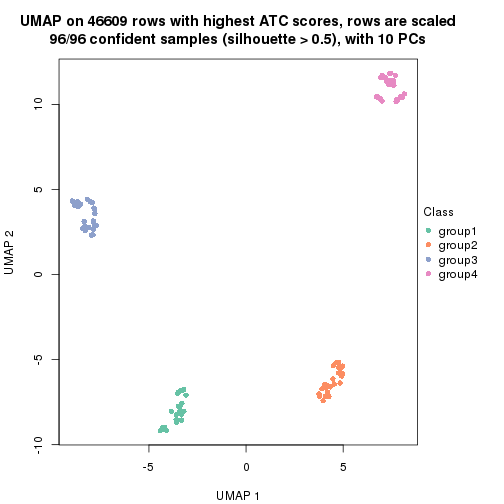 UMAP on 46609 rows with highest ATC scores, rows are scaled
96/96 confident samples (silhouette > 0.5), with 10 PCs
10
5
0
-5
-10
UMAP 2
-5
0
5
UMAP 1
Class
group1
group2
group3
group4